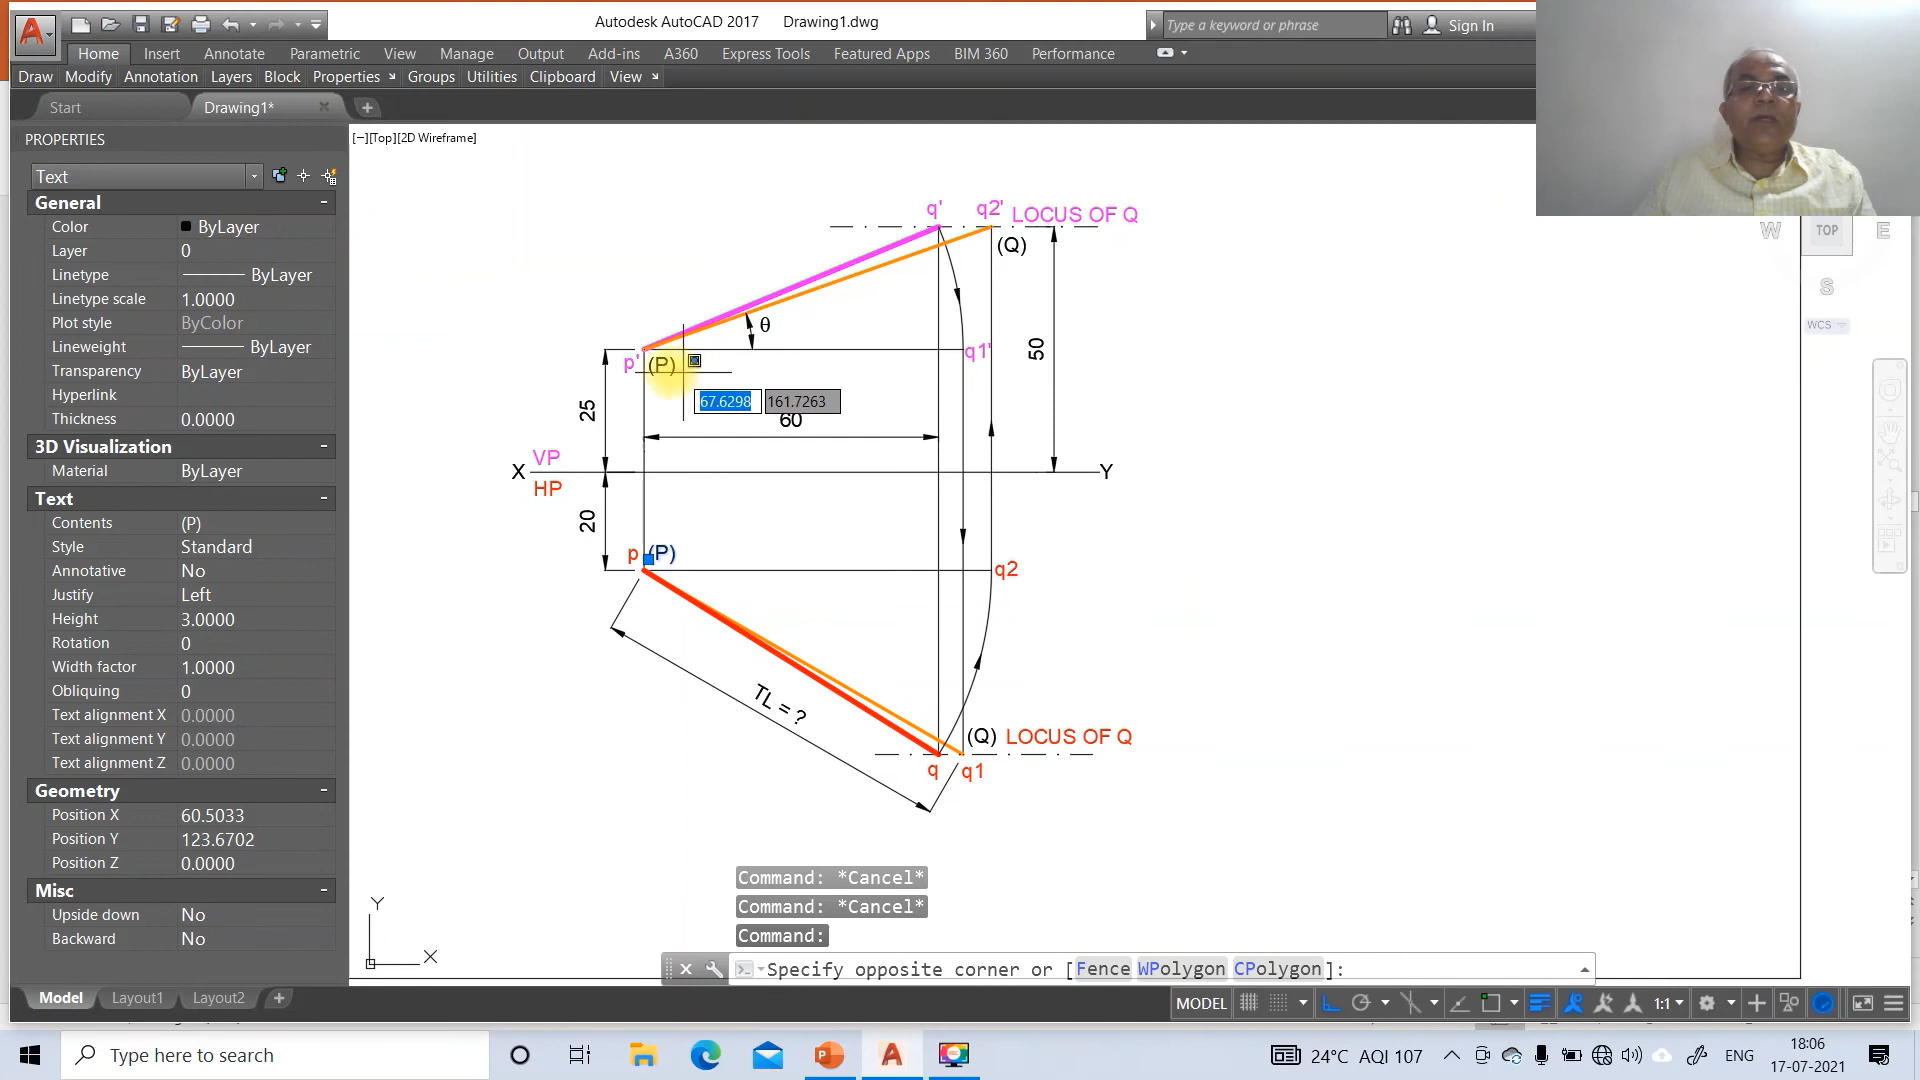 Autodesk AutoCAD 2017 Drawing1.dwg
Type a keyword or phrase
Sign In
Home Insert Annotate Parametric View Manage Output Add-ins A360 Express Tools Featured Apps BIM 360 Performance
Draw Modify Annotation Layers Block Properties Groups Utilities Clipboard View
Start Drawing1*
PROPERTIES
[−][Top][2D Wireframe]
Text
General
Color ByLayer
Layer 0
Linetype ByLayer
Linetype scale 1.0000
Plot style ByColor
Lineweight ByLayer
Transparency ByLayer
Hyperlink
Thickness 0.0000
3D Visualization
Material ByLayer
Text
Contents (P)
Style Standard
Annotative No
Justify Left
Height 3.0000
Rotation 0
Width factor 1.0000
Obliquing 0
Text alignment X 0.0000
Text alignment Y 0.0000
Text alignment Z 0.0000
Geometry
Position X 60.5033
Position Y 123.6702
Position Z 0.0000
Misc
Upside down No
Backward No
q' q2' LOCUS OF Q
(Q)
θ
p' (P)
q1'
50
25
67.6298 161.7263
60
X VP Y
HP
20
p (P)
q2
TL = ?
(Q) LOCUS OF Q
q q1
W TOP E
S
WCS
Y
X
Command: *Cancel*
Command: *Cancel*
Command:
Specify opposite corner or [Fence WPolygon CPolygon]:
Model Layout1 Layout2
MODEL 1:1
Type here to search
24°C AQI 107
ENG
18:06
17-07-2021